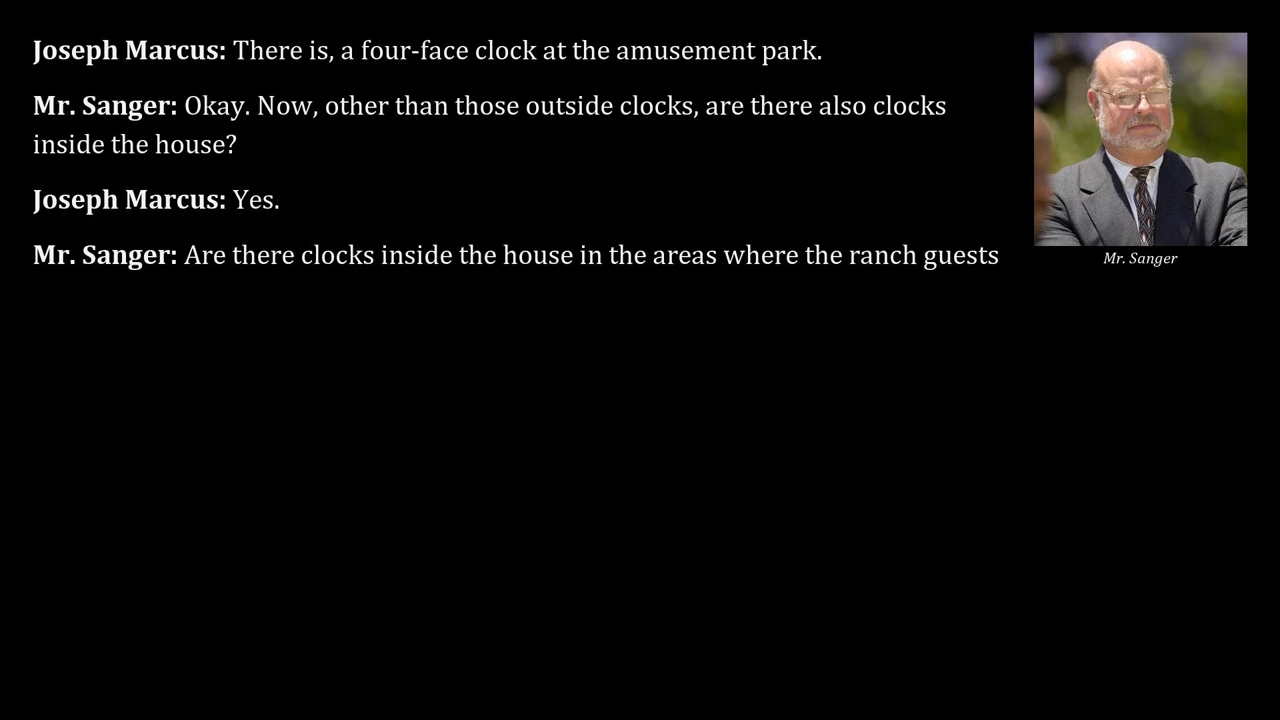 Joseph Marcus: There is, a four-face clock at the amusement park.
Mr. Sanger: Okay. Now, other than those outside clocks, are there also clocks
inside the house?
Joseph Marcus: Yes.
Mr. Sanger: Are there clocks inside the house in the areas where the ranch guests
Mr. Sanger